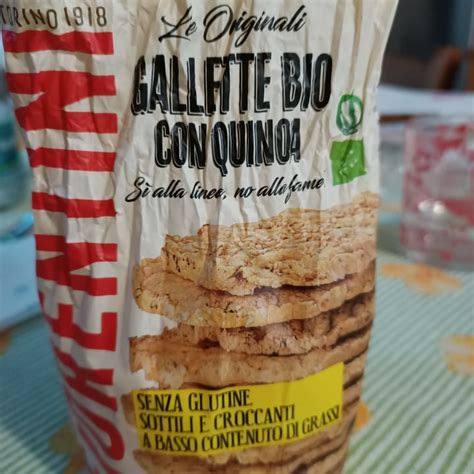 TORINO 1918
Le Originali
GALLETTE BIO
CON QUINOA
Sì alla linea, no alla fame
SENZA GLUTINE
SOTTILI E CROCCANTI
A BASSO CONTENUTO DI GRASSI